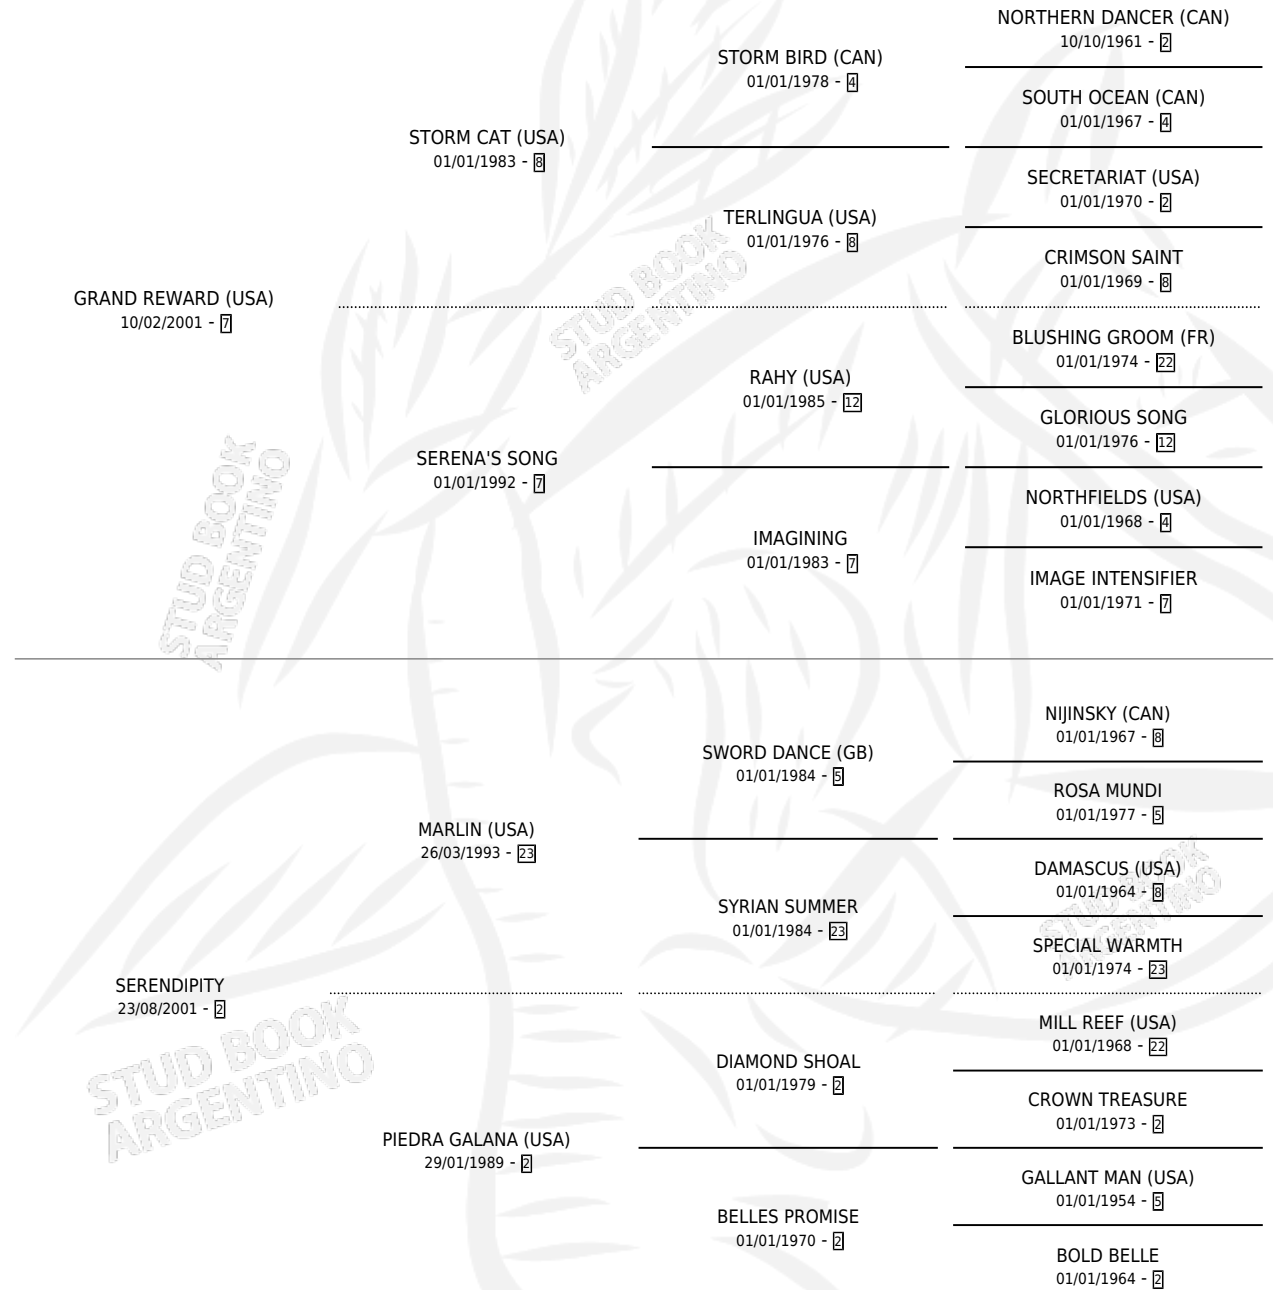 NORTHERN DANCER (CAN)
10/10/1961 - 2
STORM BIRD (CAN)
01/01/1978 - 4
SOUTH OCEAN (CAN)
01/01/1967 - 4
STORM CAT (USA)
01/01/1983 - 8
SECRETARIAT (USA)
01/01/1970 - 2
TERLINGUA (USA)
01/01/1976 - 8
CRIMSON SAINT
01/01/1969 - 8
GRAND REWARD (USA)
10/02/2001 - 7
BLUSHING GROOM (FR)
01/01/1974 - 22
RAHY (USA)
01/01/1985 - 12
GLORIOUS SONG
01/01/1976 - 12
SERENA'S SONG
01/01/1992 - 7
NORTHFIELDS (USA)
01/01/1968 - 4
IMAGINING
01/01/1983 - 7
IMAGE INTENSIFIER
01/01/1971 - 7
STUD BOOK
ARGENTINO
STUD BOOK
ARGENTINO
NIJINSKY (CAN)
01/01/1967 - 8
SWORD DANCE (GB)
01/01/1984 - 5
ROSA MUNDI
01/01/1977 - 5
MARLIN (USA)
26/03/1993 - 23
DAMASCUS (USA)
01/01/1964 - 8
SYRIAN SUMMER
01/01/1984 - 23
SPECIAL WARMTH
01/01/1974 - 23
SERENDIPITY
23/08/2001 - 2
MILL REEF (USA)
01/01/1968 - 22
DIAMOND SHOAL
01/01/1979 - 2
CROWN TREASURE
01/01/1973 - 2
PIEDRA GALANA (USA)
29/01/1989 - 2
GALLANT MAN (USA)
01/01/1954 - 5
BELLES PROMISE
01/01/1970 - 2
BOLD BELLE
01/01/1964 - 2
STUD BOOK
ARGENTINO
STUD BOOK
ARGENTINO